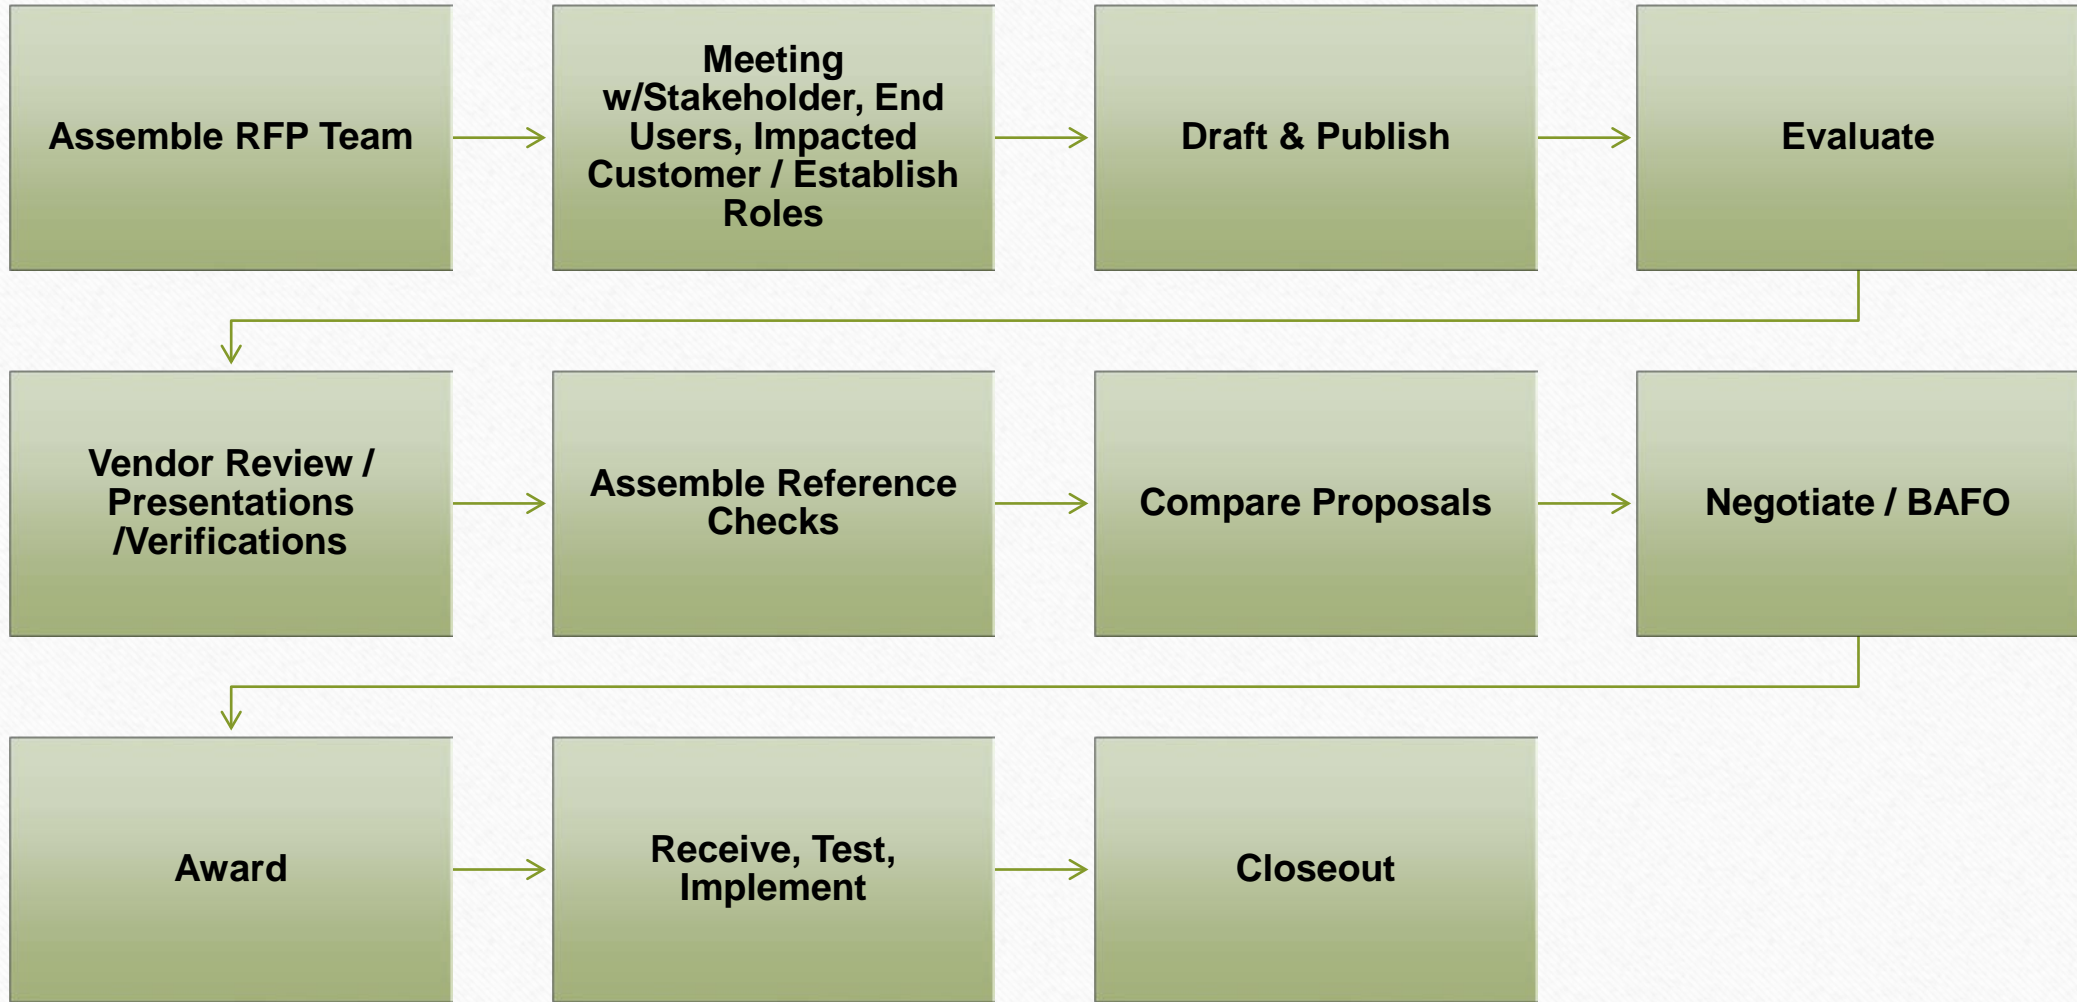 Assemble RFP Team
Meeting
w/Stakeholder, End
Users, Impacted
Customer / Establish
Roles
Draft & Publish
Evaluate
Vendor Review /
Presentations
/Verifications
Assemble Reference
Checks
Compare Proposals
Negotiate / BAFO
Award
Receive, Test,
Implement
Closeout